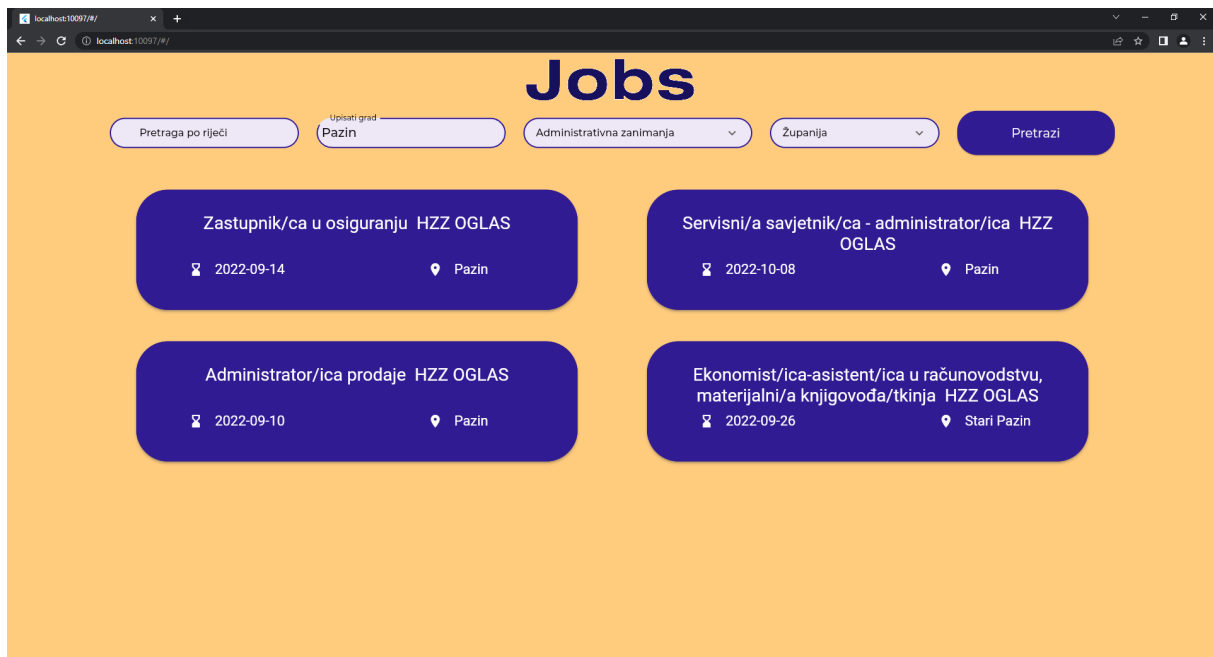 localhost:10097/#/
localhost:10097/#/
Jobs
Pretraga po riječi
Upisati grad
Pazin
Administrativna zanimanja
Županija
Pretrazi
Zastupnik/ca u osiguranju HZZ OGLAS
2022-09-14 Pazin
Servisni/a savjetnik/ca - administrator/ica HZZ
OGLAS
2022-10-08 Pazin
Administrator/ica prodaje HZZ OGLAS
2022-09-10 Pazin
Ekonomist/ica-asistent/ica u računovodstvu,
materijalni/a knjigovođa/tkinja HZZ OGLAS
2022-09-26 Stari Pazin